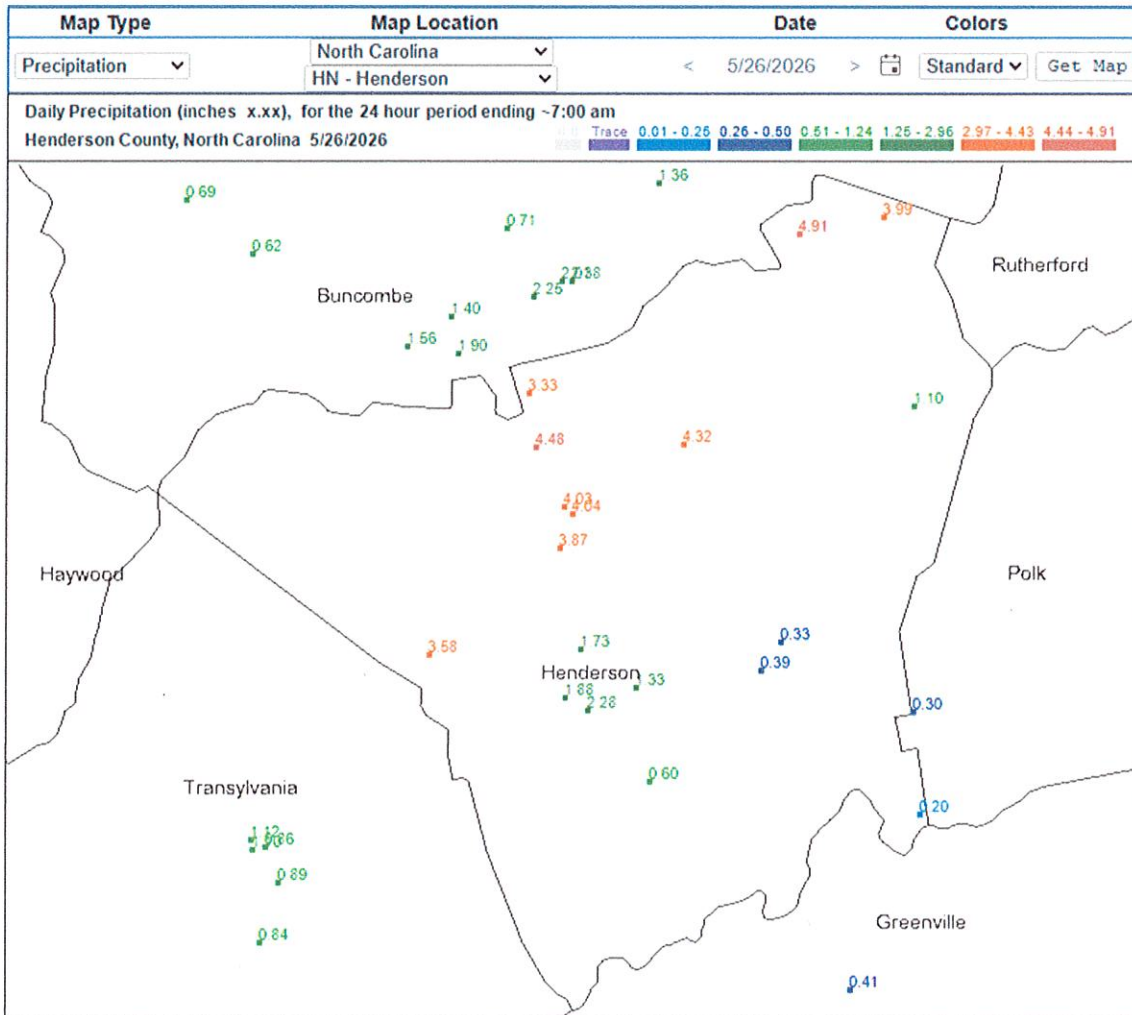 Map Type Map Location Date Colors
North Carolina
Precipitation HN - Henderson < 5/26/2026 > Standard Get Map
Daily Precipitation (inches x.xx), for the 24 hour period ending ~7:00 am
Henderson County, North Carolina 5/26/2026
Trace 0.01 - 0.25 0.26 - 0.50 0.51 - 1.24 1.25 - 2.96 2.97 - 4.43 4.44 - 4.91
1.36
0.69
3.99
0.71
4.91
0.62
Rutherford
Buncombe
2.25
1.40
1.56
1.90
3.33
1.10
4.32
4.48
4.03
4.04
3.87
Haywood
Polk
0.33
1.73
3.58
0.39
Henderson
1.33
1.88
2.28
0.30
0.60
Transylvania
0.20
1.12
0.86
0.89
Greenville
0.84
0.41